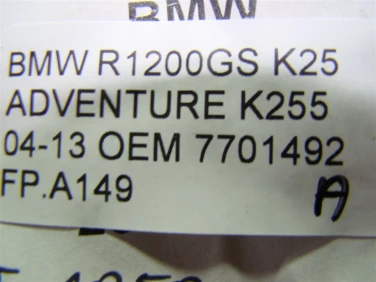 BMW
BMW R1200GS K25
ADVENTURE K255
04-13 OEM 7701492
FP.A149 A